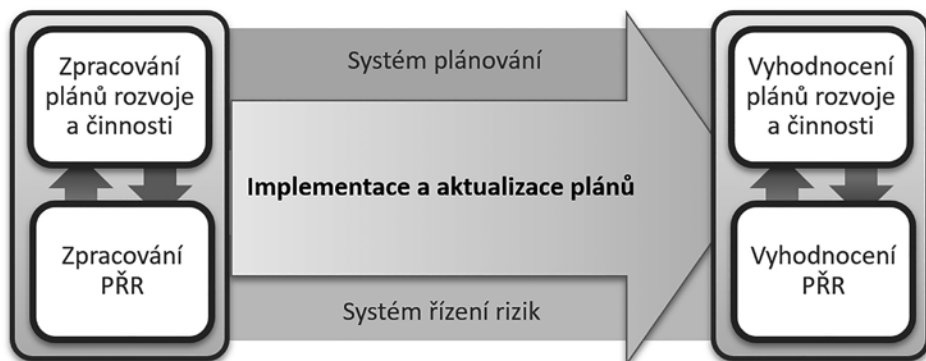 Zpracování
plánů rozvoje
a činnosti
Zpracování
PŘR
Systém plánování
Implementace a aktualizace plánů
Systém řízení rizik
Vyhodnocení
plánů rozvoje
a činnosti
Vyhodnocení
PŘR